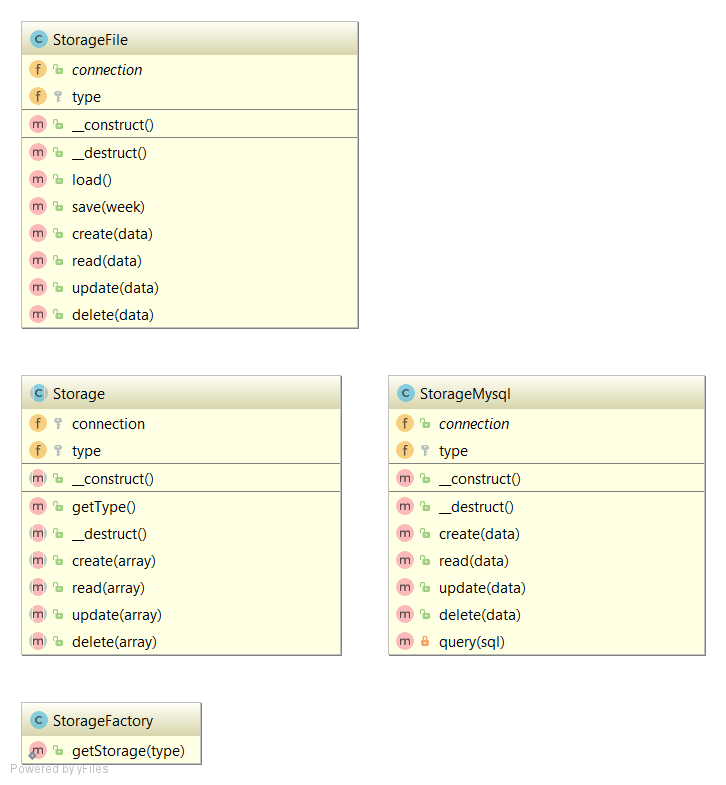 StorageFile
f connection
f type
m __construct()
m __destruct()
m load()
m save(week)
m create(data)
m read(data)
m update(data)
m delete(data)
C Storage
f connection
f type
m __construct()
m getType()
m __destruct()
m create(array)
m read(array)
m update(array)
m delete(array)
C StorageMysql
f connection
f type
m __construct()
m __destruct()
m create(data)
m read(data)
m update(data)
m delete(data)
m query(sql)
C StorageFactory
m getStorage(type)
Powered by yFiles